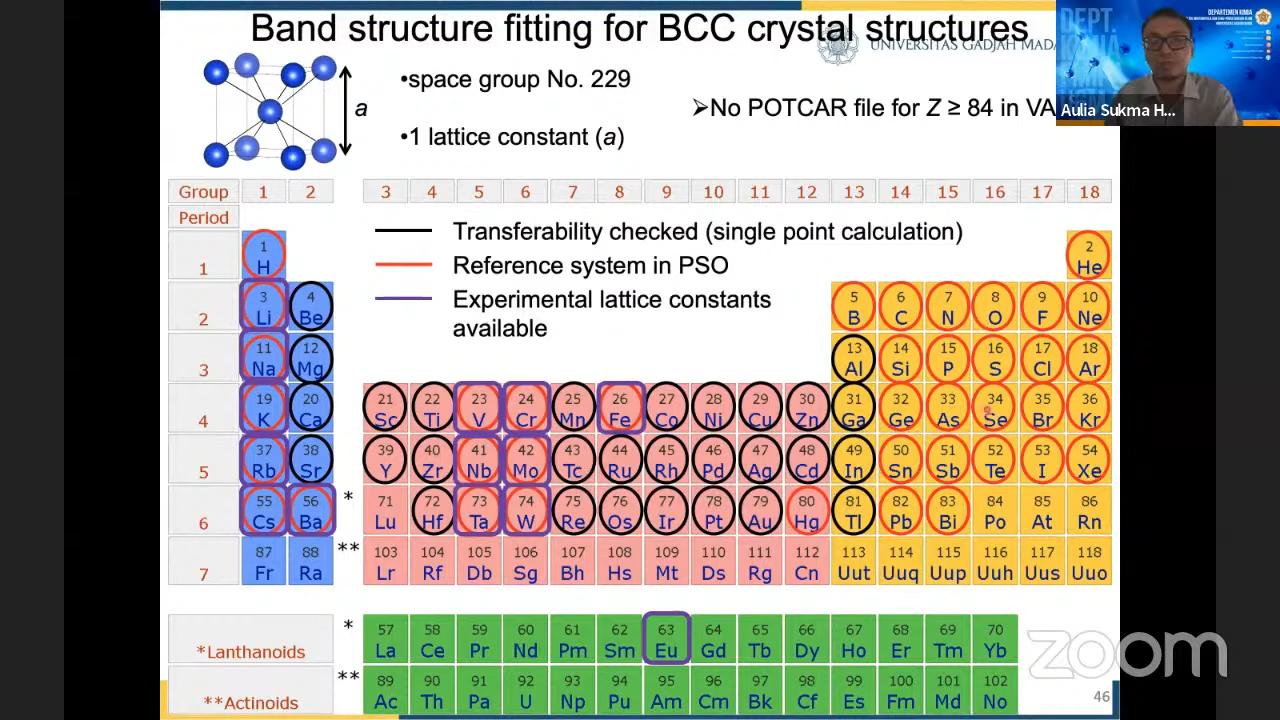 Band structure fitting for BCC crystal structures
UNIVERSITAS GADJAH MADA
DEPT.
DEPARTEMEN KIMIA
Aulia Sukma H...
•space group No. 229
a
➢No POTCAR file for Z ≥ 84 in VA
•1 lattice constant (a)
Group 1 2 3 4 5 6 7 8 9 10 11 12 13 14 15 16 17 18
Period
Transferability checked (single point calculation)
Reference system in PSO
Experimental lattice constants
available
1 2
1 H He
3 4 5 6 7 8 9 10
2 Li Be B C N O F Ne
11 12 13 14 15 16 17 18
3 Na Mg Al Si P S Cl Ar
19 20 21 22 23 24 25 26 27 28 29 30 31 32 33 34 35 36
4 K Ca Sc Ti V Cr Mn Fe Co Ni Cu Zn Ga Ge As Se Br Kr
37 38 39 40 41 42 43 44 45 46 47 48 49 50 51 52 53 54
5 Rb Sr Y Zr Nb Mo Tc Ru Rh Pd Ag Cd In Sn Sb Te I Xe
55 56 * 71 72 73 74 75 76 77 78 79 80 81 82 83 84 85 86
6 Cs Ba Lu Hf Ta W Re Os Ir Pt Au Hg Tl Pb Bi Po At Rn
87 88 ** 103 104 105 106 107 108 109 110 111 112 113 114 115 116 117 118
7 Fr Ra Lr Rf Db Sg Bh Hs Mt Ds Rg Cn Uut Uuq Uup Uuh Uus Uuo
* 57 58 59 60 61 62 63 64 65 66 67 68 69 70
*Lanthanoids La Ce Pr Nd Pm Sm Eu Gd Tb Dy Ho Er Tm Yb
** 89 90 91 92 93 94 95 96 97 98 99 100 101 102
**Actinoids Ac Th Pa U Np Pu Am Cm Bk Cf Es Fm Md No
zoom
46